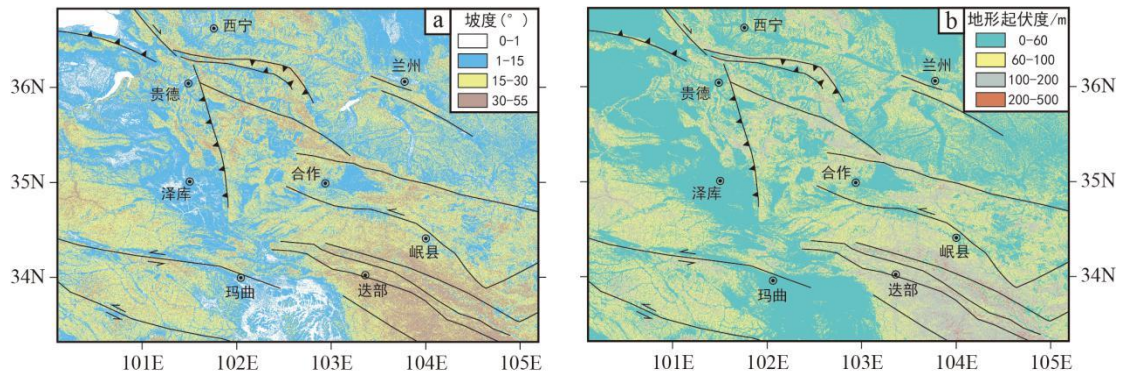 a
坡度(°)
0-1
1-15
15-30
30-55
西宁
兰州
贵德
合作
泽库
岷县
迭部
玛曲
36N
35N
34N
101E
102E
103E
104E
105E
b
地形起伏度/m
0-60
60-100
100-200
200-500
西宁
兰州
贵德
合作
泽库
岷县
迭部
玛曲
36N
35N
34N
101E
102E
103E
104E
105E